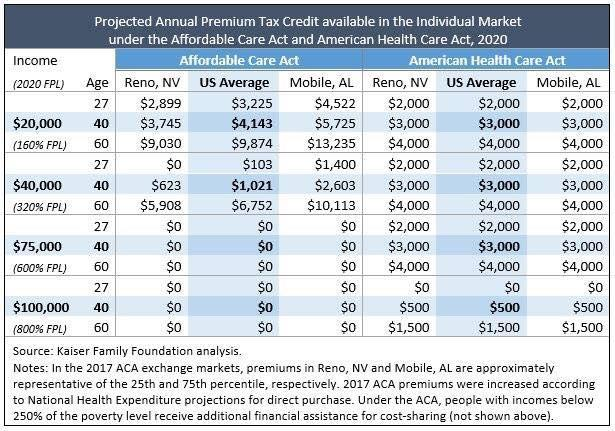 Projected Annual Premium Tax Credit available in the Individual Market
under the Affordable Care Act and American Health Care Act, 2020
Income Affordable Care Act American Health Care Act
(2020 FPL) Age Reno, NV US Average Mobile, AL Reno, NV US Average Mobile, AL
27 $2,899 $3,225 $4,522 $2,000 $2,000 $2,000
$20,000 40 $3,745 $4,143 $5,725 $3,000 $3,000 $3,000
(160% FPL) 60 $9,030 $9,874 $13,235 $4,000 $4,000 $4,000
27 $0 $103 $1,400 $2,000 $2,000 $2,000
$40,000 40 $623 $1,021 $2,603 $3,000 $3,000 $3,000
(320% FPL) 60 $5,908 $6,752 $10,113 $4,000 $4,000 $4,000
27 $0 $0 $0 $2,000 $2,000 $2,000
$75,000 40 $0 $0 $0 $3,000 $3,000 $3,000
(600% FPL) 60 $0 $0 $0 $4,000 $4,000 $4,000
27 $0 $0 $0 $0 $0 $0
$100,000 40 $0 $0 $0 $500 $500 $500
(800% FPL) 60 $0 $0 $0 $1,500 $1,500 $1,500
Source: Kaiser Family Foundation analysis.
Notes: In the 2017 ACA exchange markets, premiums in Reno, NV and Mobile, AL are approximately
representative of the 25th and 75th percentile, respectively. 2017 ACA premiums were increased according
to National Health Expenditure projections for direct purchase. Under the ACA, people with incomes below
250% of the poverty level receive additional financial assistance for cost-sharing (not shown above).